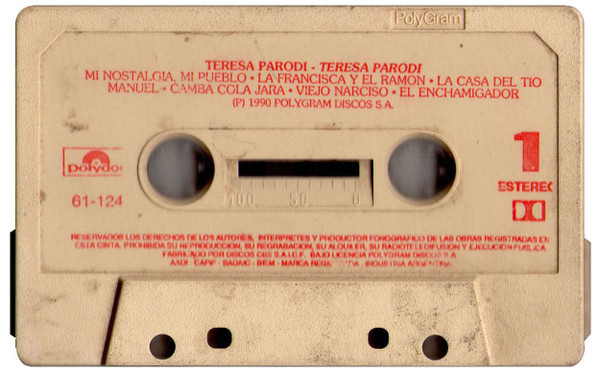 PolyGram
TERESA PARODI - TERESA PARODI
MI NOSTALGIA, MI PUEBLO • LA FRANCISCA Y EL RAMON • LA CASA DEL TIO
MANUEL • CAMBA COLA JARA • VIEJO NARCISO • EL ENCHAMIGADOR
(P) 1990 POLYGRAM DISCOS S.A.
polydor
61-124
100 50 0
1
ESTEREO
RESERVADOS LOS DERECHOS DE LOS AUTORES, INTERPRETES Y PRODUCTOR FONOGRAFICO DE LAS OBRAS REGISTRADAS EN
ESTA CINTA. PROHIBIDA SU REPRODUCCION, SU REGRABACION, SU ALQUILER, SU RADIOTELEDIFUSION Y EJECUCION PUBLICA
FABRICADO POR DISCOS CBS S.A.I.C.F. BAJO LICENCIA POLYGRAM DISCOS S.A.
AADI - CAPIF - SADAIC - BIEM - MARCA REGISTRADA - INDUSTRIA ARGENTINA